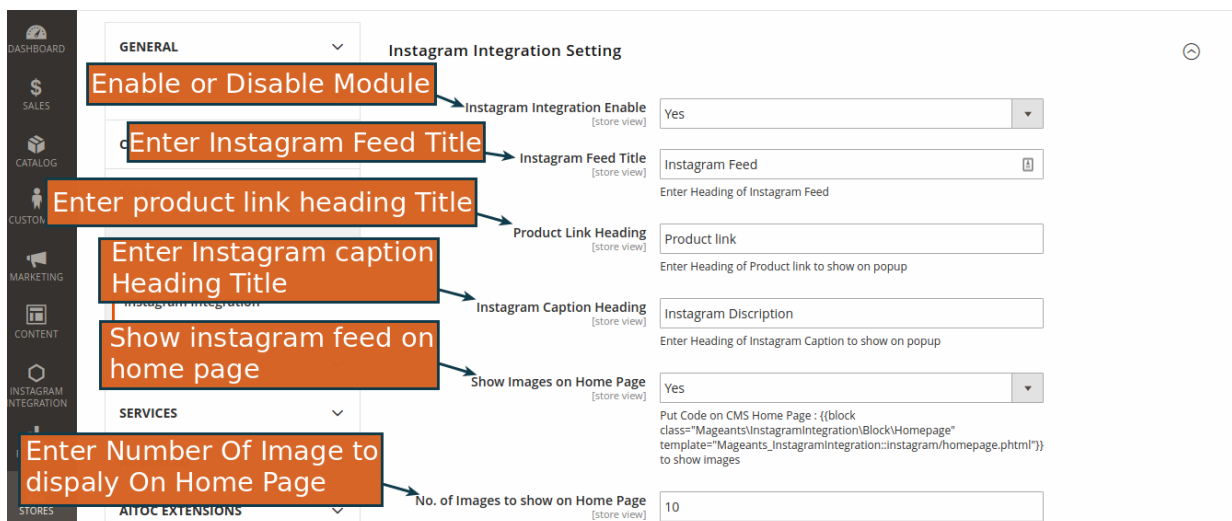 DASHBOARD
SALES
CATALOG
MARKETING
CONTENT
INSTAGRAM
NTEGRATION
STORES
GENERAL
SERVICES
AITOC EXTENSIONS
Enable or Disable Module
Enter Instagram Feed Title
Enter product link heading Title
Enter Instagram caption
Heading Title
Show instagram feed on
home page
Enter Number Of Image to
dispaly On Home Page
Instagram Integration Setting
Instagram Integration Enable
[store view]
Yes
Instagram Feed Title
[store view]
Instagram Feed
Enter Heading of Instagram Feed
Product Link Heading
[store view]
Product link
Enter Heading of Product link to show on popup
Instagram Caption Heading
[store view]
Instagram Discription
Enter Heading of Instagram Caption to show on popup
Show Images on Home Page
[store view]
Yes
Put Code on CMS Home Page : {{block
class="Mageants\InstagramIntegration\Block\Homepage"
template="Mageants_InstagramIntegration::instagram/homepage.phtml"}}
to show images
No. of Images to show on Home Page
[store view]
10